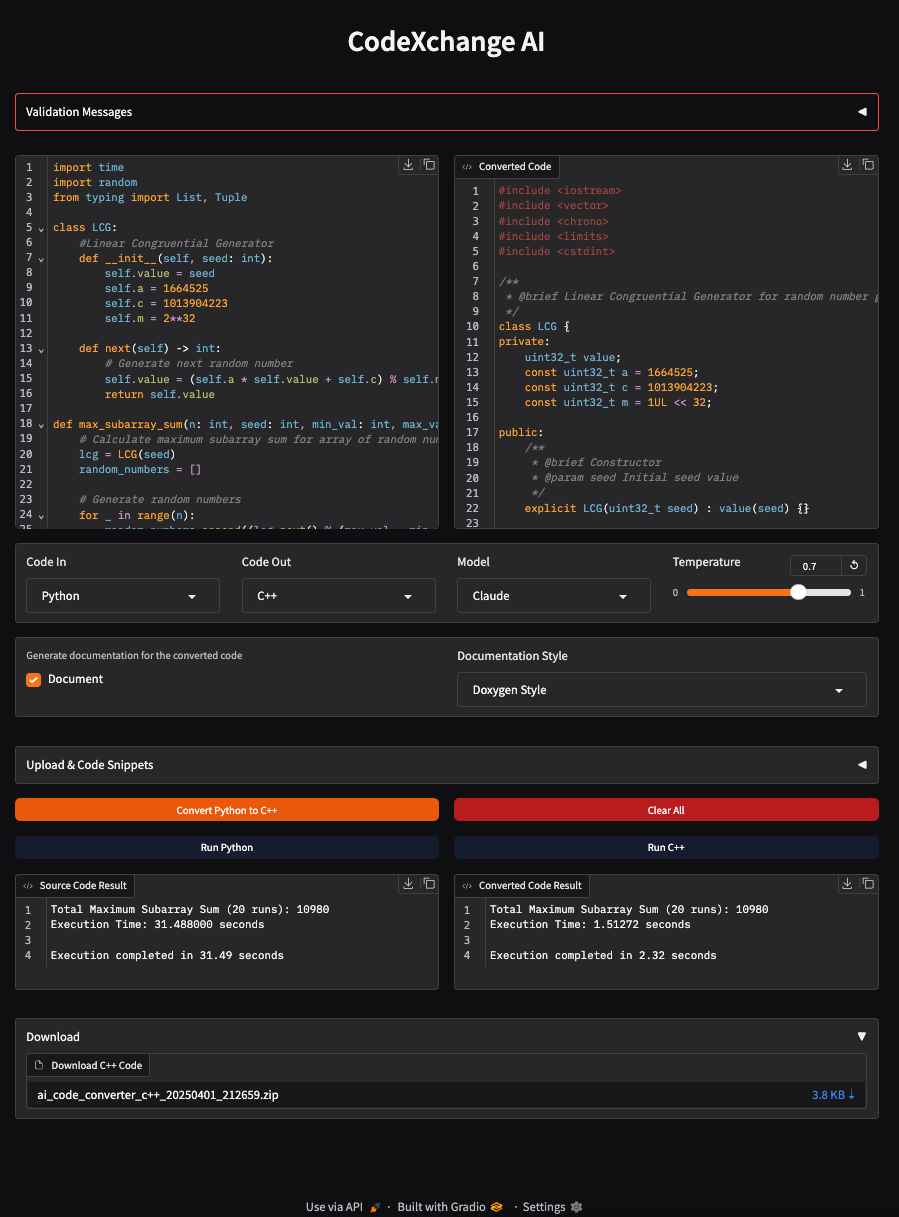 CodeXchange AI
Validation Messages
1 import time
2 import random
3 from typing import List, Tuple
4
5 class LCG:
6 #Linear Congruential Generator
7 def __init__(self, seed: int):
8 self.value = seed
9 self.a = 1664525
10 self.c = 1013904223
11 self.m = 2**32
12
13 def next(self) -> int:
14 # Generate next random number
15 self.value = (self.a * self.value + self.c) % self.
16 return self.value
17
18 def max_subarray_sum(n: int, seed: int, min_val: int, max_va
19 # Calculate maximum subarray sum for array of random
20 lcg = LCG(seed)
21 random_numbers = []
22
23 # Generate random numbers
24 for _ in range(n):
25
Converted Code
1 #include <iostream>
2 #include <vector>
3 #include <chrono>
4 #include <limits>
5 #include <cstdint>
6
7 /**
8 * @brief Linear Congruential Generator for random number
9 */
10 class LCG {
11 private:
12 uint32_t value;
13 const uint32_t a = 1664525;
14 const uint32_t c = 1013904223;
15 const uint32_t m = 1UL << 32;
16
17 public:
18 /**
19 * @brief Constructor
20 * @param seed Initial seed value
21 */
22 explicit LCG(uint32_t seed) : value(seed) {}
23
Code In
Python
Code Out
C++
Model
Claude
Temperature
0.7
0 1
Generate documentation for the converted code
Document
Documentation Style
Doxygen Style
Upload & Code Snippets
Convert Python to C++
Clear All
Run Python
Run C++
Source Code Result
1 Total Maximum Subarray Sum (20 runs): 10980
2 Execution Time: 31.488000 seconds
3
4 Execution completed in 31.49 seconds
Converted Code Result
1 Total Maximum Subarray Sum (20 runs): 10980
2 Execution Time: 1.51272 seconds
3
4 Execution completed in 2.32 seconds
Download
Download C++ Code
ai_code_converter_c++_20250401_212659.zip 3.8 KB ⇣
Use via API · Built with Gradio · Settings